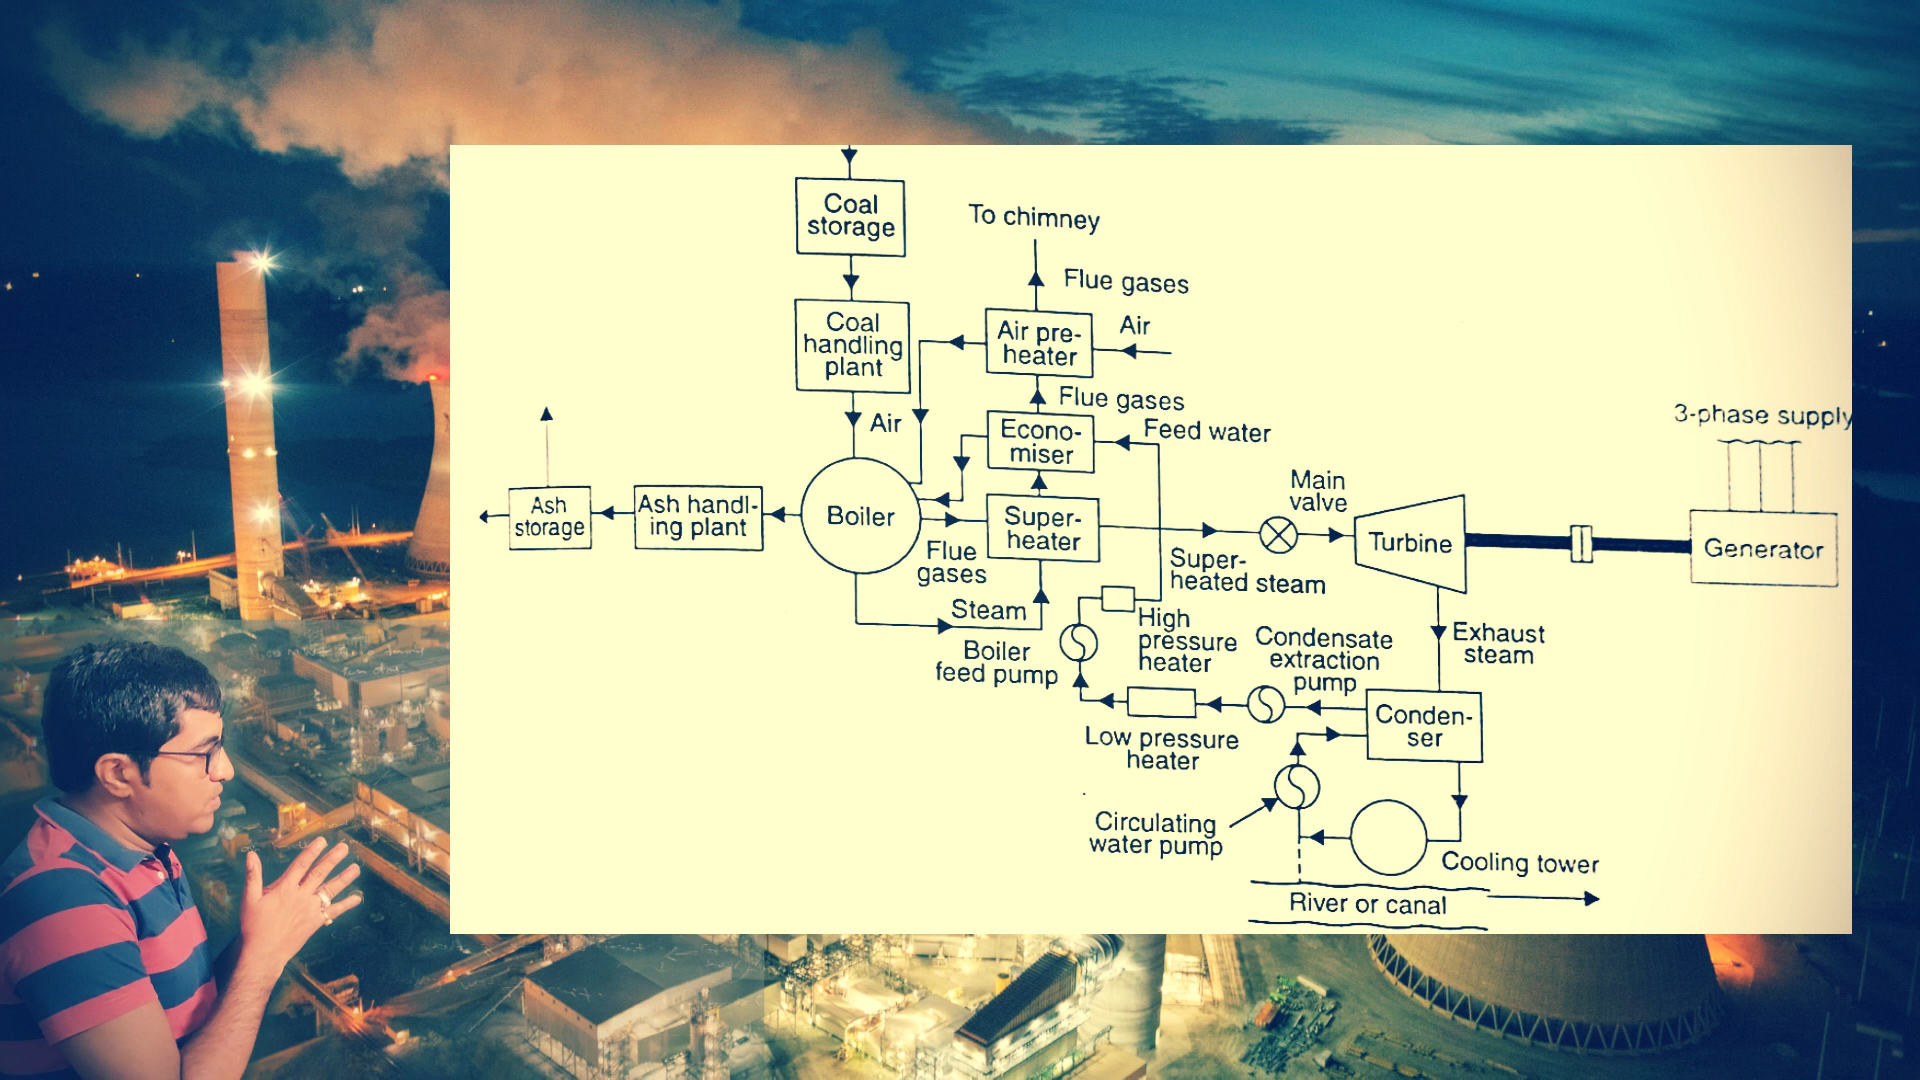 Coal
storage
To chimney
Flue gases
Coal
handling
plant
Air pre-
heater
Air
Flue gases
Air
Econo-
miser
Feed water
3-phase supply
Main
valve
Ash
storage
Ash handl-
ing plant
Boiler
Super-
heater
Turbine
Generator
Flue
gases
Super-
heated steam
Steam
High
pressure
heater
Boiler
feed pump
Condensate
extraction
pump
Exhaust
steam
Conden-
ser
Low pressure
heater
Circulating
water pump
Cooling tower
River or canal